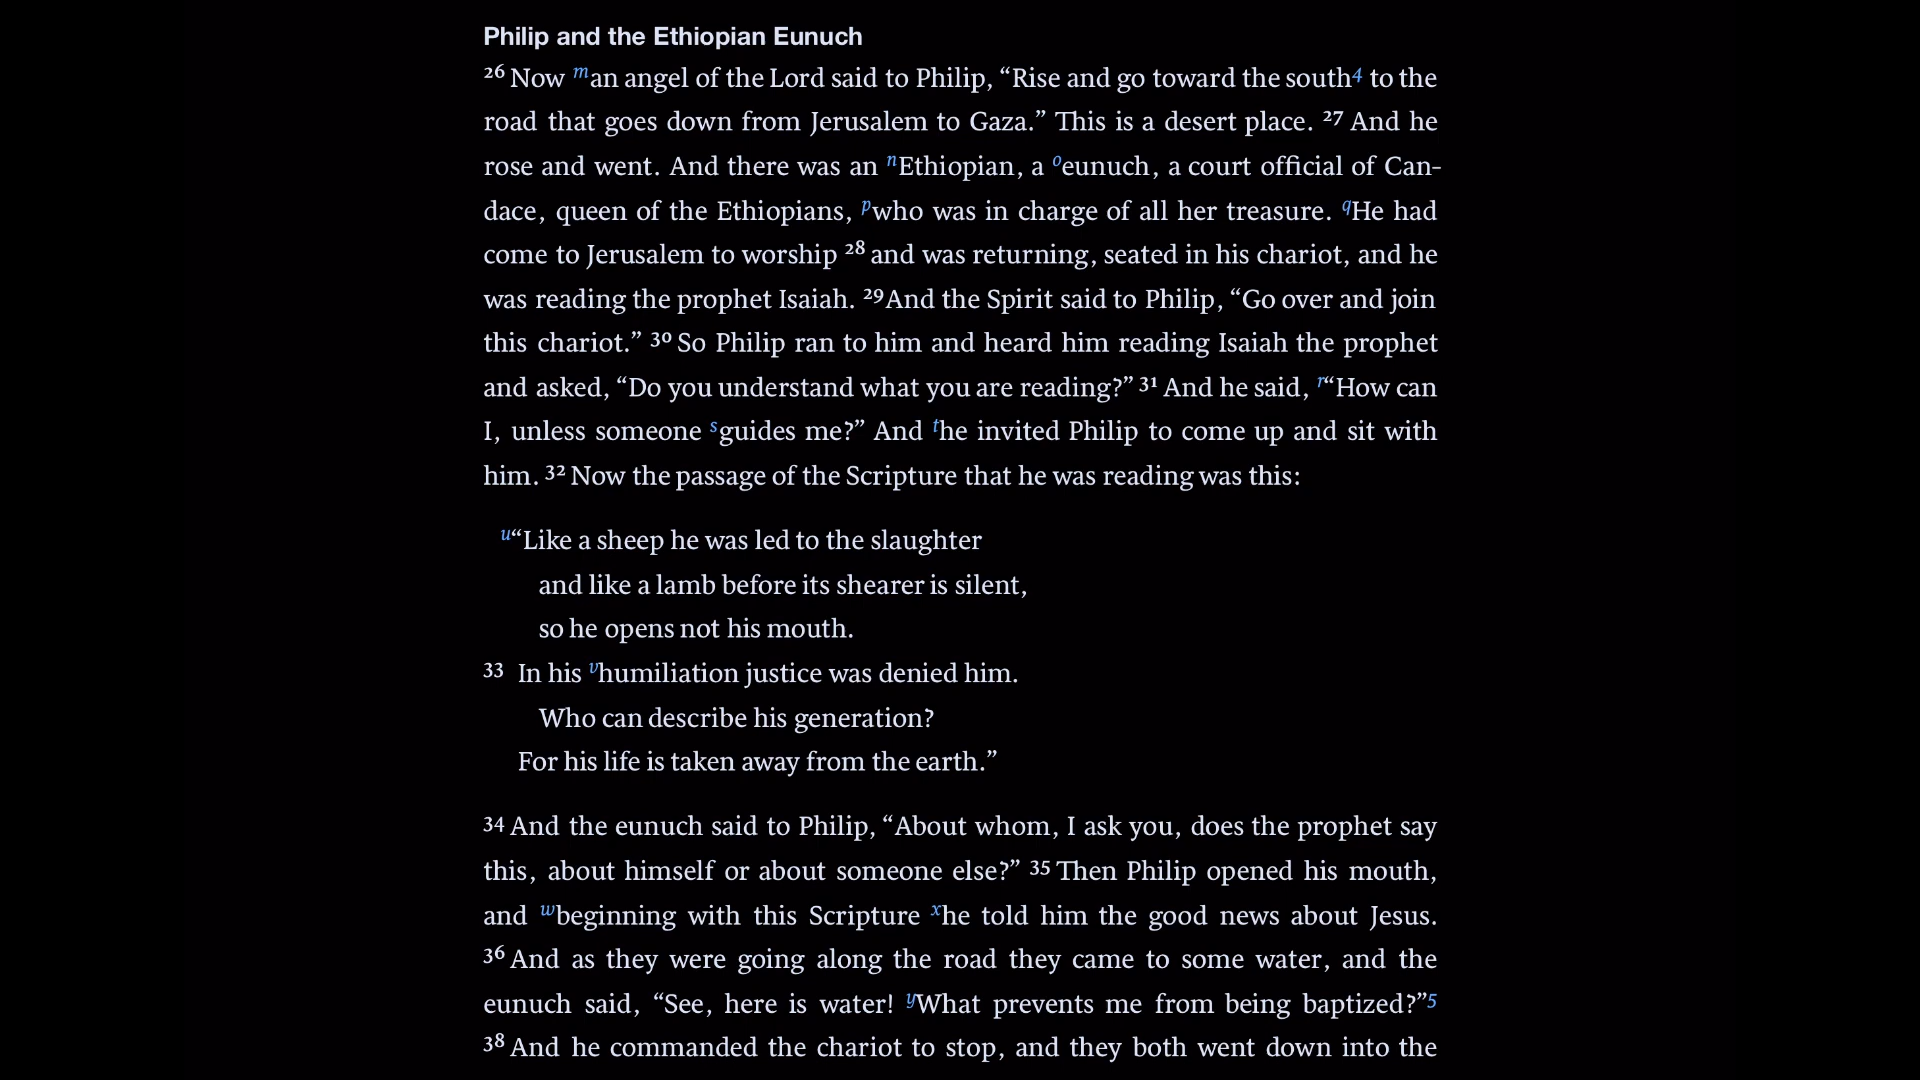 Philip and the Ethiopian Eunuch
26 Now m an angel of the Lord said to Philip, “Rise and go toward the south4 to the
road that goes down from Jerusalem to Gaza.” This is a desert place. 27 And he
rose and went. And there was an nEthiopian, a oeunuch, a court official of Can-
dace, queen of the Ethiopians, pwho was in charge of all her treasure. qHe had
come to Jerusalem to worship 28 and was returning, seated in his chariot, and he
was reading the prophet Isaiah. 29 And the Spirit said to Philip, “Go over and join
this chariot.” 30 So Philip ran to him and heard him reading Isaiah the prophet
and asked, “Do you understand what you are reading?” 31 And he said, r“How can
I, unless someone sguides me?” And the invited Philip to come up and sit with
him. 32 Now the passage of the Scripture that he was reading was this:
u“Like a sheep he was led to the slaughter
and like a lamb before its shearer is silent,
so he opens not his mouth.
33 In his vhumiliation justice was denied him.
Who can describe his generation?
For his life is taken away from the earth.”
34 And the eunuch said to Philip, “About whom, I ask you, does the prophet say
this, about himself or about someone else?” 35 Then Philip opened his mouth,
and wbeginning with this Scripture xhe told him the good news about Jesus.
36 And as they were going along the road they came to some water, and the
eunuch said, “See, here is water! yWhat prevents me from being baptized?”5
38 And he commanded the chariot to stop, and they both went down into the